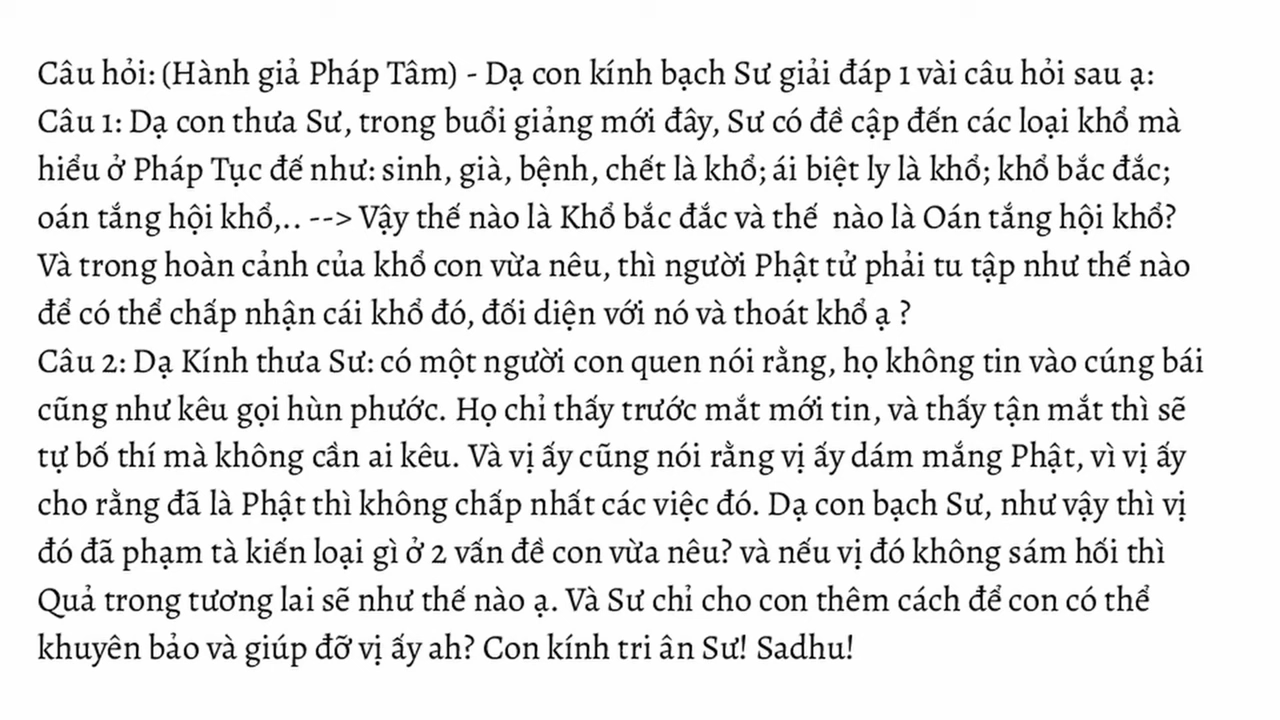 Câu hỏi: (Hành giả Pháp Tâm) - Dạ con kính bạch Sư giải đáp 1 vài câu hỏi sau ạ:
Câu 1: Dạ con thưa Sư, trong buổi giảng mới đây, Sư có đề cập đến các loại khổ mà
hiểu ở Pháp Tục đế như: sinh, già, bệnh, chết là khổ; ái biệt ly là khổ; khổ bắc đắc;
oán tắng hội khổ,.. --> Vậy thế nào là Khổ bắc đắc và thế nào là Oán tắng hội khổ?
Và trong hoàn cảnh của khổ con vừa nêu, thì người Phật tử phải tu tập như thế nào
để có thể chấp nhận cái khổ đó, đối diện với nó và thoát khổ ạ ?
Câu 2: Dạ Kính thưa Sư: có một người con quen nói rằng, họ không tin vào cúng bái
cũng như kêu gọi hùn phước. Họ chỉ thấy trước mắt mới tin, và thấy tận mắt thì sẽ
tự bố thí mà không cần ai kêu. Và vị ấy cũng nói rằng vị ấy dám mắng Phật, vì vị ấy
cho rằng đã là Phật thì không chấp nhất các việc đó. Dạ con bạch Sư, như vậy thì vị
đó đã phạm tà kiến loại gì ở 2 vấn đề con vừa nêu? và nếu vị đó không sám hối thì
Quả trong tương lai sẽ như thế nào ạ. Và Sư chỉ cho con thêm cách để con có thể
khuyên bảo và giúp đỡ vị ấy ah? Con kính tri ân Sư! Sadhu!